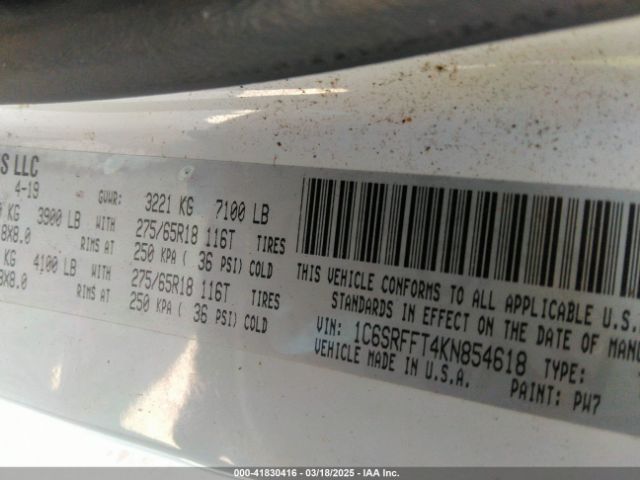 S LLC
4-19 GVWR: 3221 KG 7100 LB
KG 3900 LB WITH 275/65R18 116T TIRES
8X8.0 RIMS AT 250 KPA ( 36 PSI) COLD
KG 4100 LB WITH 275/65R18 116T TIRES
8X8.0 RIMS AT 250 KPA ( 36 PSI) COLD
THIS VEHICLE CONFORMS TO ALL APPLICABLE U.S.
STANDARDS IN EFFECT ON THE DATE OF MAN
VIN: 1C6SRFFT4KN854618 TYPE:
VEHICLE MADE IN U.S.A. PAINT: PW7
000-41830416 - 03/18/2025 - IAA Inc.